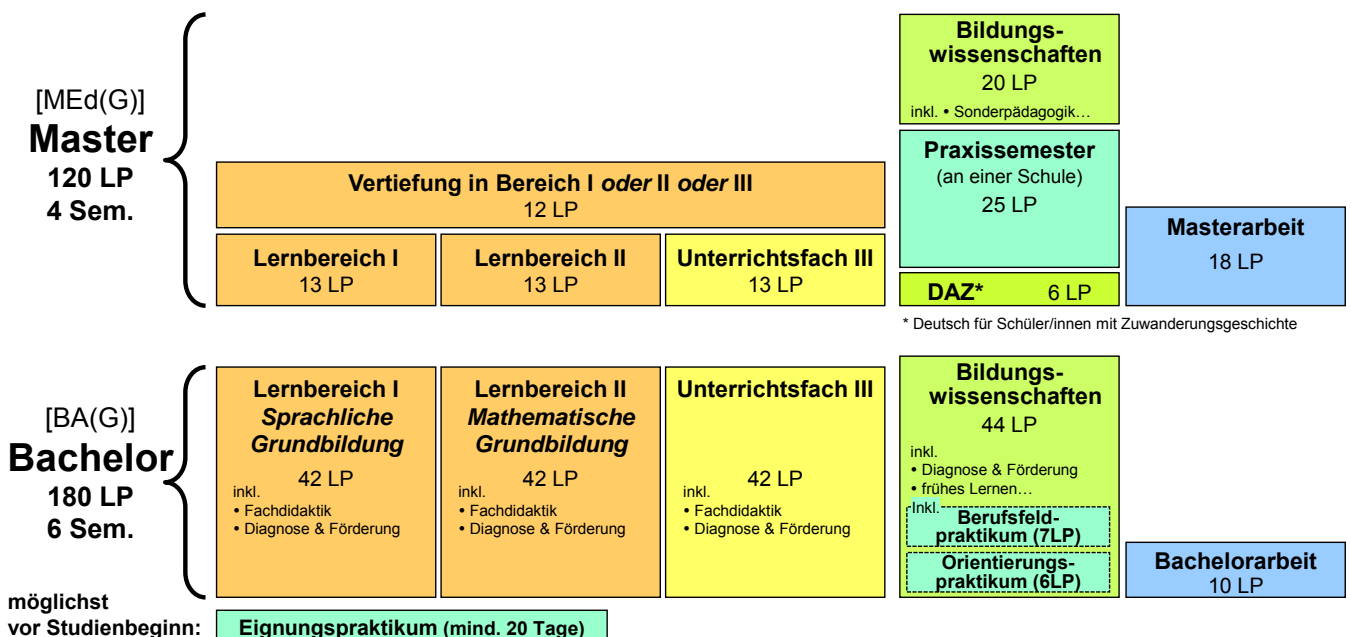 [MEd(G)]
Master
120 LP
4 Sem.
Vertiefung in Bereich I oder II oder III
12 LP
Lernbereich I
13 LP
Lernbereich II
13 LP
Unterrichtsfach III
13 LP
Bildungs-
wissenschaften
20 LP
inkl. • Sonderpädagogik…
Praxissemester
(an einer Schule)
25 LP
DAZ* 6 LP
Masterarbeit
18 LP
* Deutsch für Schüler/innen mit Zuwanderungsgeschichte
[BA(G)]
Bachelor
180 LP
6 Sem.
Lernbereich I
Sprachliche
Grundbildung
42 LP
inkl.
• Fachdidaktik
• Diagnose & Förderung
Lernbereich II
Mathematische
Grundbildung
42 LP
inkl.
• Fachdidaktik
• Diagnose & Förderung
Unterrichtsfach III
42 LP
inkl.
• Fachdidaktik
• Diagnose & Förderung
Bildungs-
wissenschaften
44 LP
inkl.
• Diagnose & Förderung
• frühes Lernen…
Inkl.
Berufsfeld-
praktikum (7LP)
Orientierungs-
praktikum (6LP)
Bachelorarbeit
10 LP
möglichst
vor Studienbeginn:
Eignungspraktikum (mind. 20 Tage)